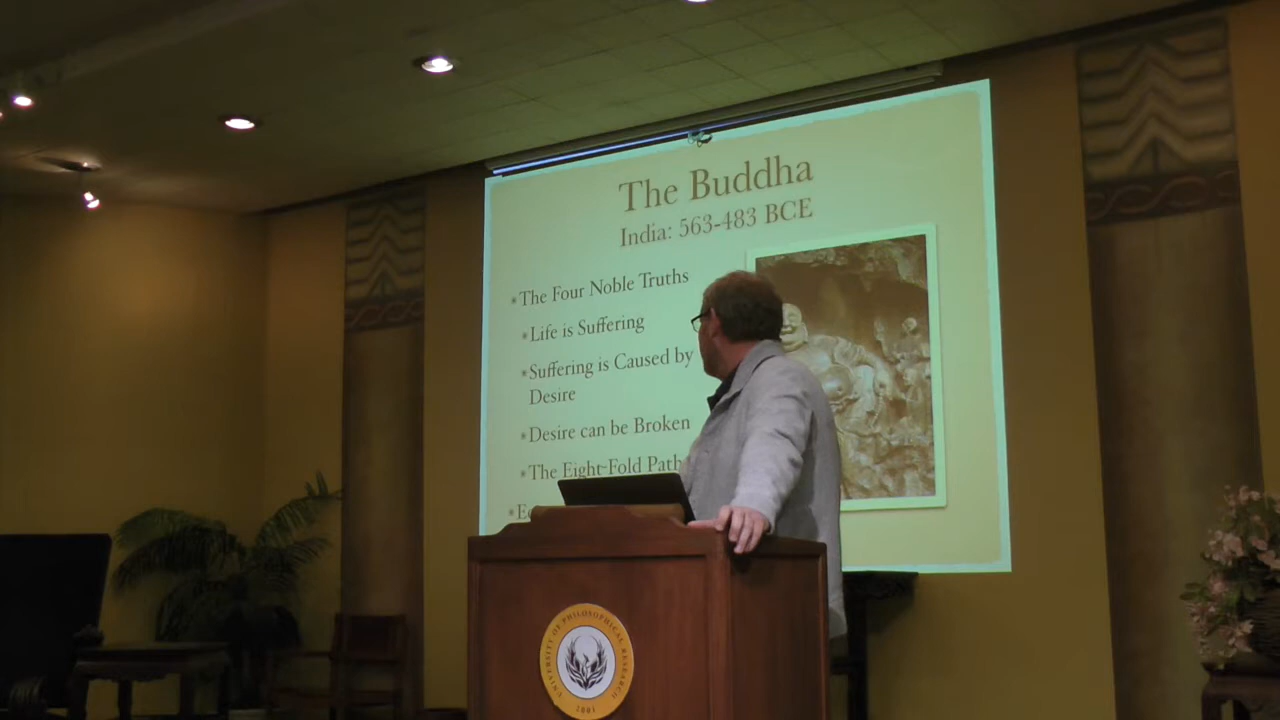 The Buddha
India: 563-483 BCE
*The Four Noble Truths
*Life is Suffering
*Suffering is Caused by
Desire
*Desire can be Broken
*The Eight-Fold Path
UNIVERSITY OF PHILOSOPHICAL RESEARCH
2001